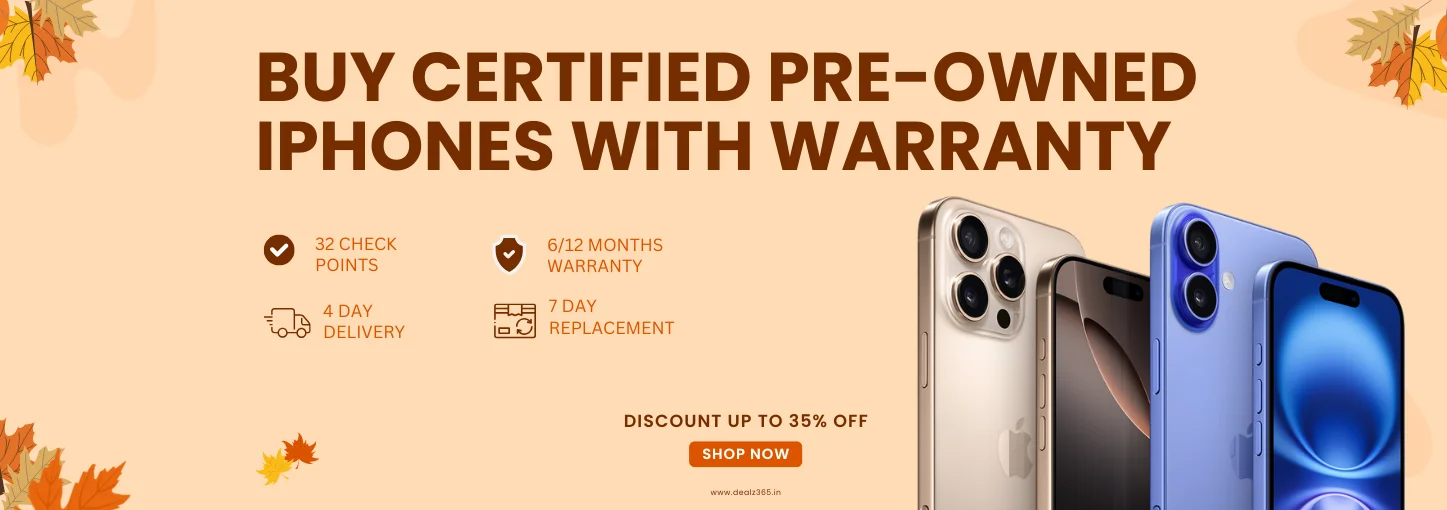 BUY CERTIFIED PRE-OWNED
IPHONES WITH WARRANTY
32 CHECK
POINTS
6/12 MONTHS
WARRANTY
4 DAY
DELIVERY
7 DAY
REPLACEMENT
DISCOUNT UP TO 35% OFF
SHOP NOW
www.dealz365.in